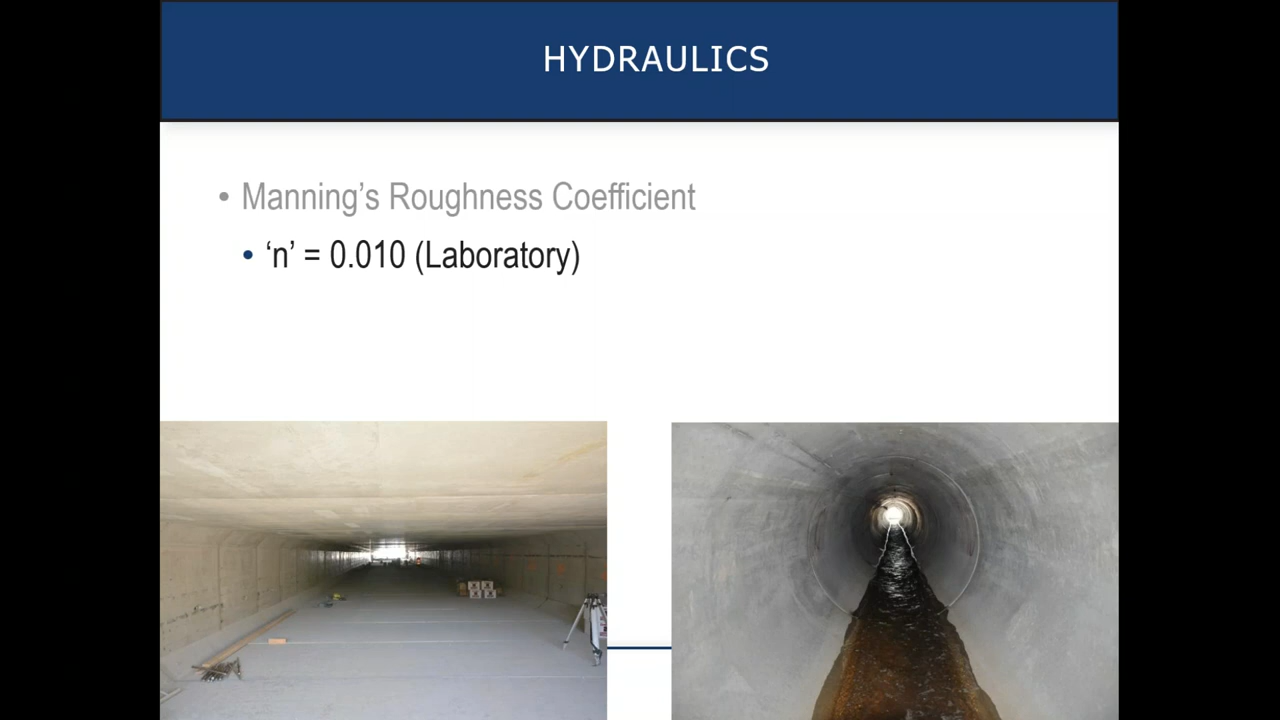 HYDRAULICS
• Manning’s Roughness Coefficient
• ‘n’ = 0.010 (Laboratory)